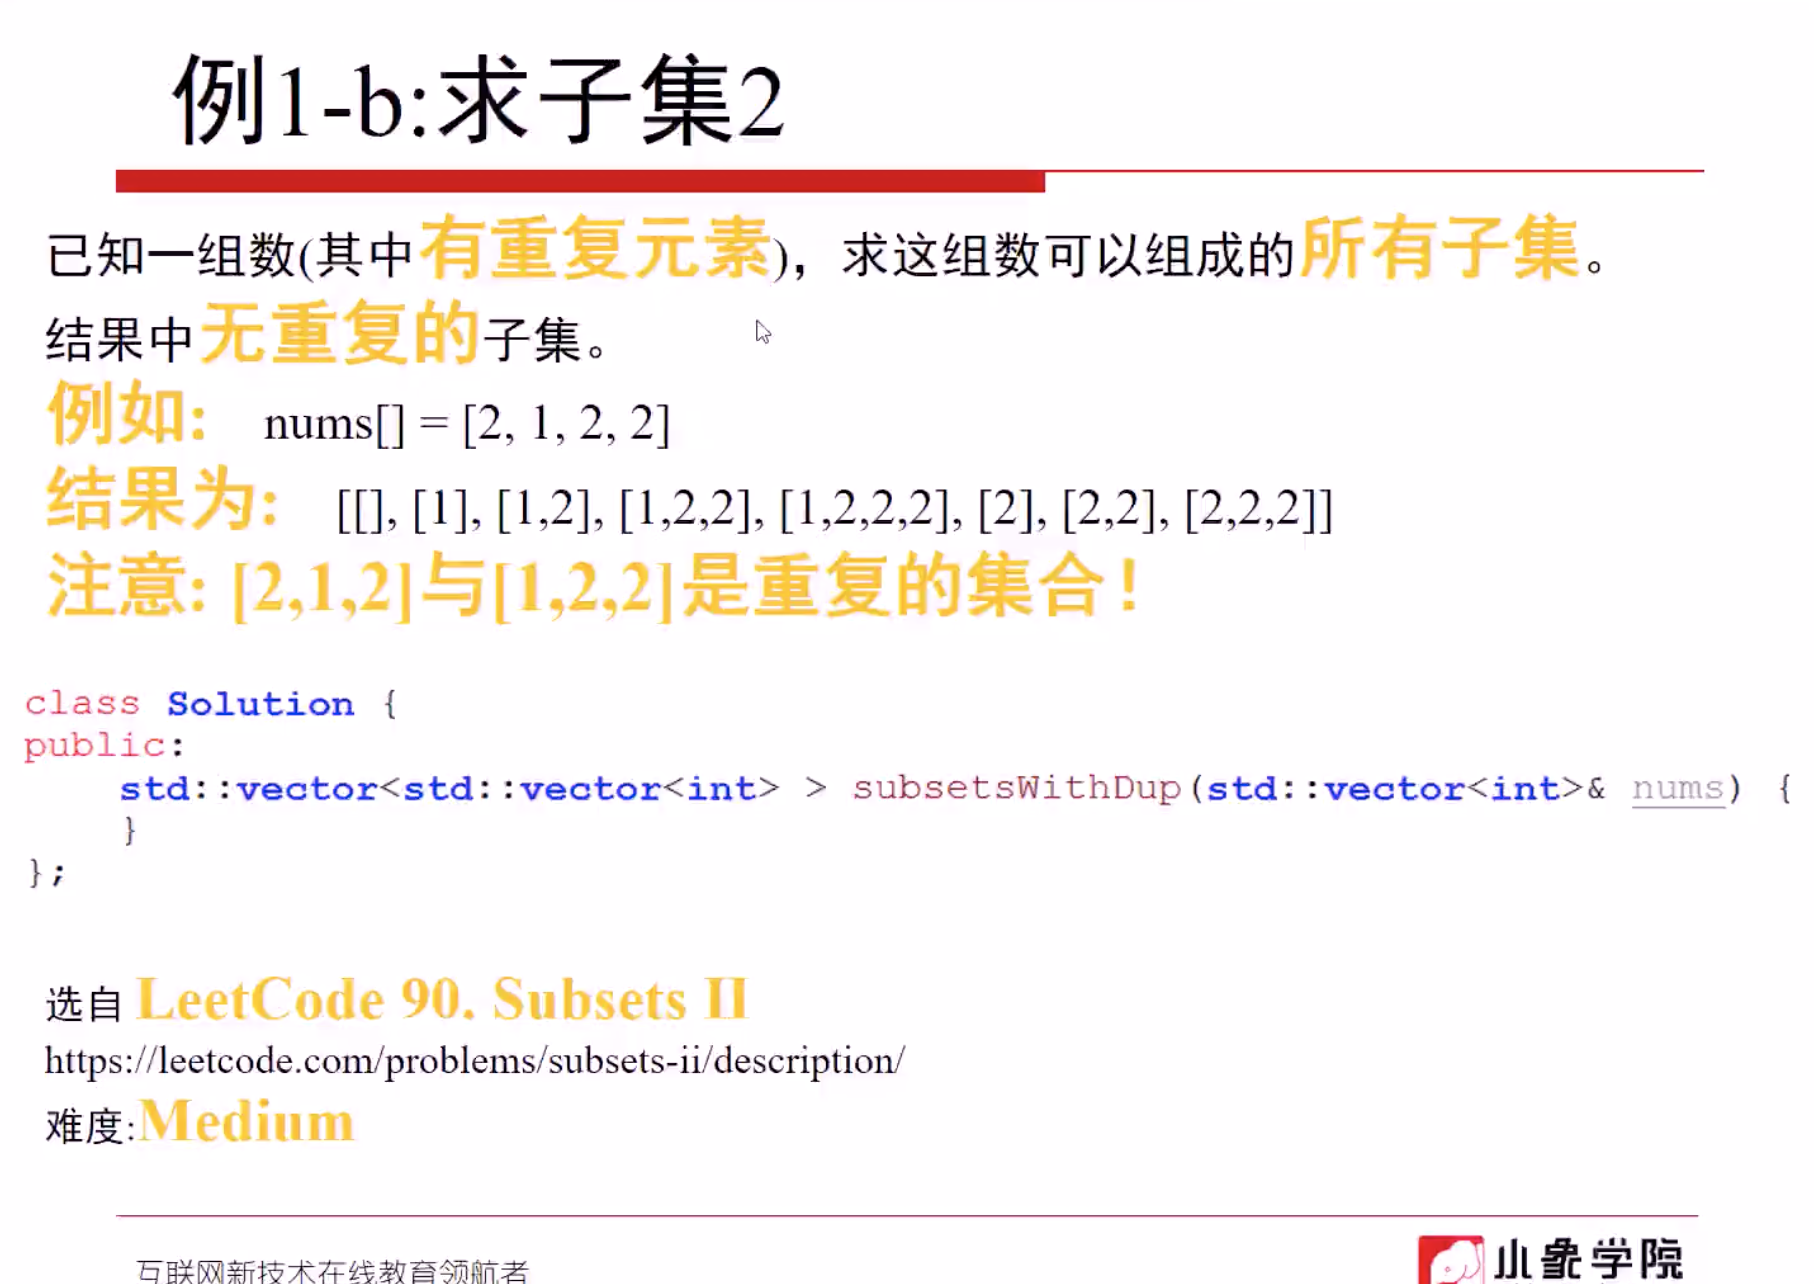 例1-b:求子集2
已知一组数(其中有重复元素)，求这组数可以组成的所有子集。
结果中无重复的子集。
例如: nums[] = [2, 1, 2, 2]
结果为: [[], [1], [1,2], [1,2,2], [1,2,2,2], [2], [2,2], [2,2,2]]
注意: [2,1,2]与[1,2,2]是重复的集合！
class Solution {
public:
    std::vector<std::vector<int> > subsetsWithDup(std::vector<int>& nums) {
    }
};
选自 LeetCode 90. Subsets II
https://leetcode.com/problems/subsets-ii/description/
难度:Medium
互联网新技术在线教育领航者
小象学院